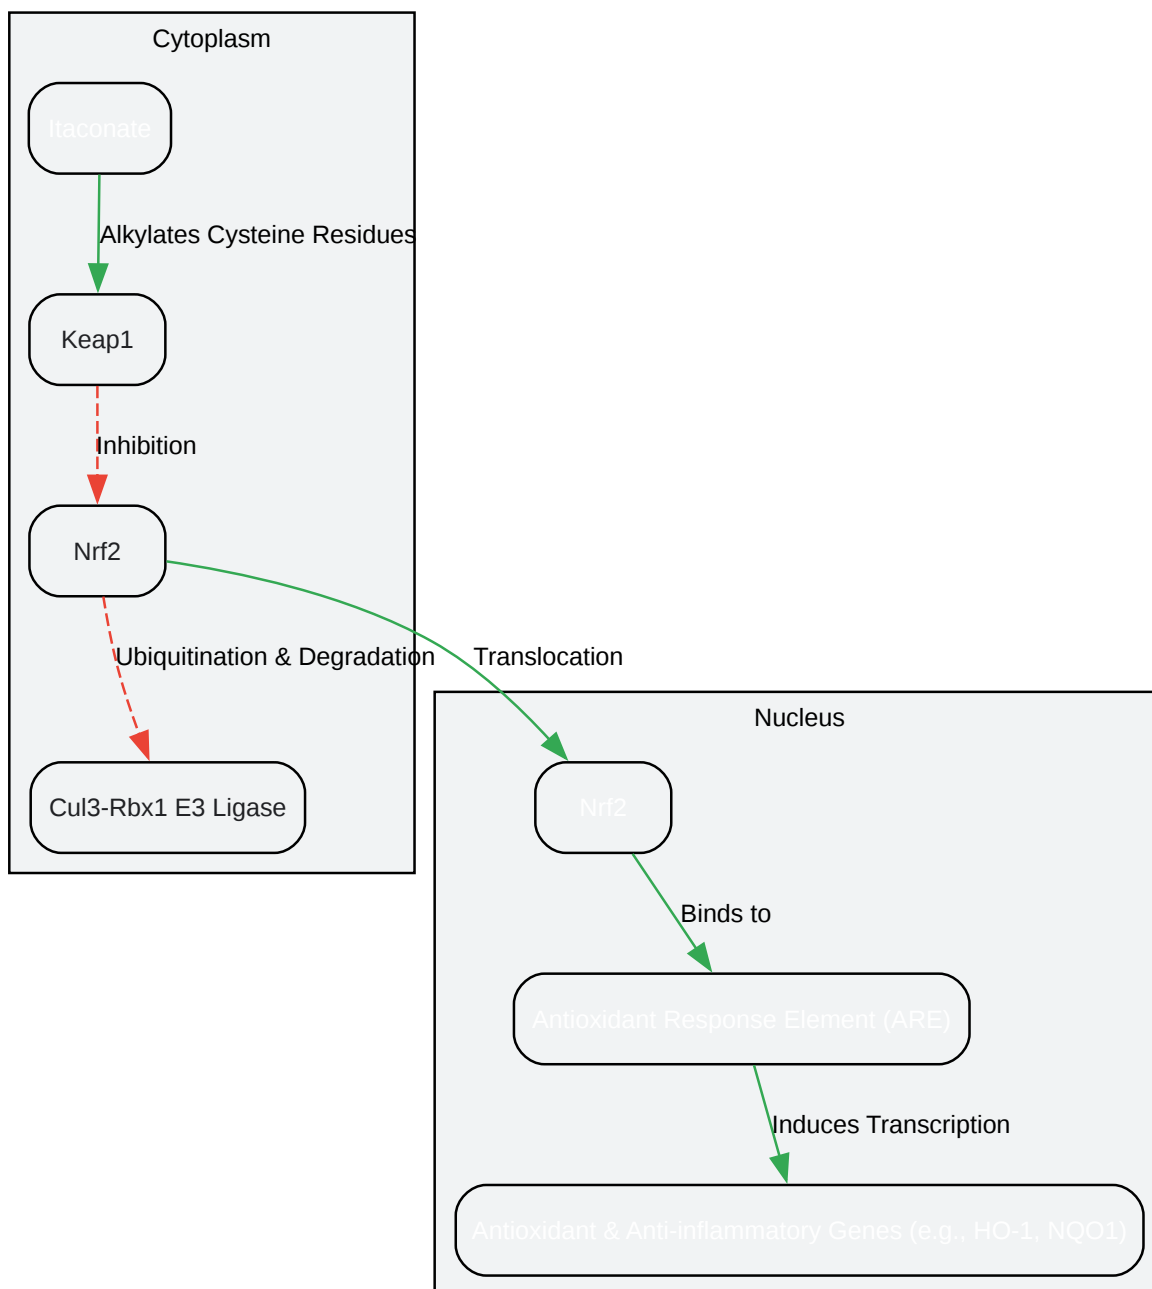 Cytoplasm
Itaconate
Alkylates Cysteine Residues
Keap1
Inhibition
Nrf2
Ubiquitination & Degradation
Translocation
Cul3-Rbx1 E3 Ligase
Nucleus
Nrf2
Binds to
Antioxidant Response Element (ARE)
Induces Transcription
Antioxidant & Anti-inflammatory Genes (e.g., HO-1, NQO1)